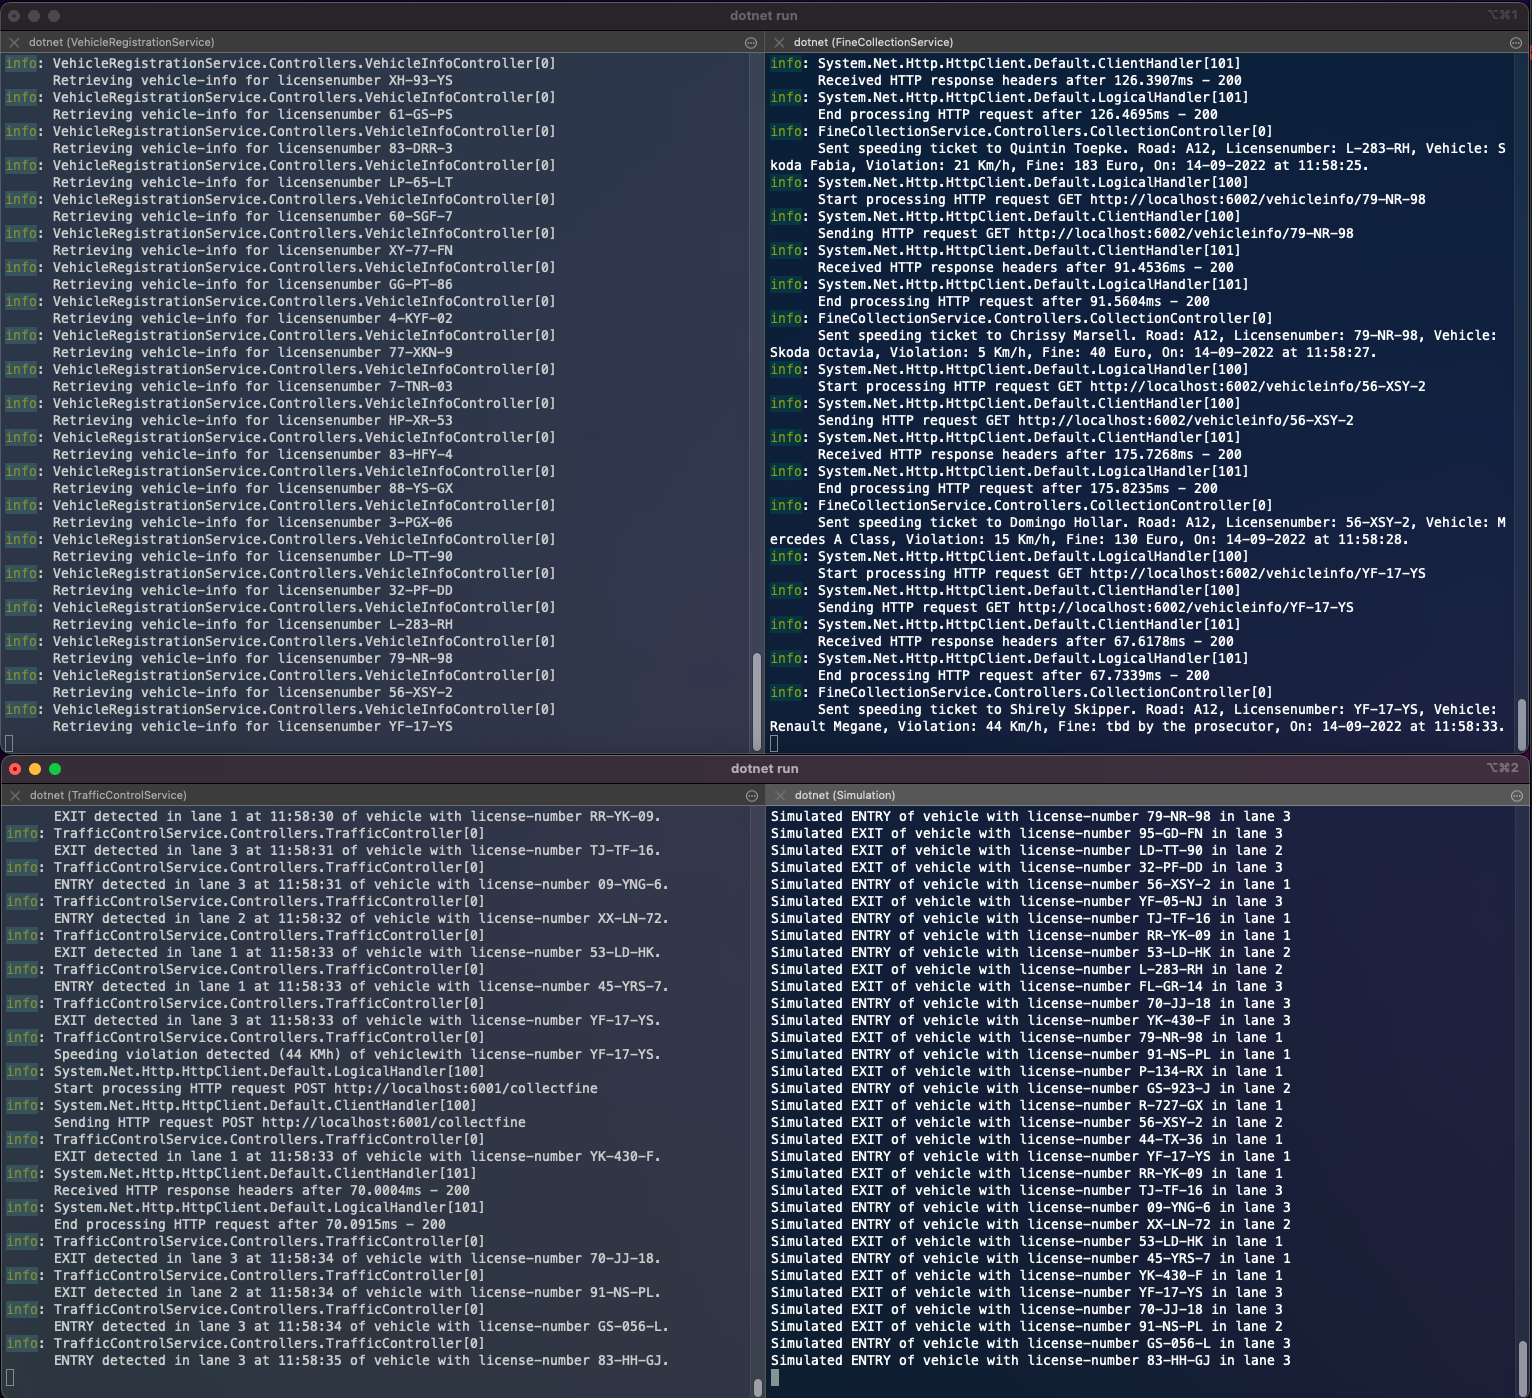 dotnet run
⌥⌘1
dotnet (VehicleRegistrationService)
info: VehicleRegistrationService.Controllers.VehicleInfoController[0]
Retrieving vehicle-info for licensenumber XH-93-YS
info: VehicleRegistrationService.Controllers.VehicleInfoController[0]
Retrieving vehicle-info for licensenumber 61-GS-PS
info: VehicleRegistrationService.Controllers.VehicleInfoController[0]
Retrieving vehicle-info for licensenumber 83-DRR-3
info: VehicleRegistrationService.Controllers.VehicleInfoController[0]
Retrieving vehicle-info for licensenumber LP-65-LT
info: VehicleRegistrationService.Controllers.VehicleInfoController[0]
Retrieving vehicle-info for licensenumber 60-SGF-7
info: VehicleRegistrationService.Controllers.VehicleInfoController[0]
Retrieving vehicle-info for licensenumber XY-77-FN
info: VehicleRegistrationService.Controllers.VehicleInfoController[0]
Retrieving vehicle-info for licensenumber GG-PT-86
info: VehicleRegistrationService.Controllers.VehicleInfoController[0]
Retrieving vehicle-info for licensenumber 4-KYF-02
info: VehicleRegistrationService.Controllers.VehicleInfoController[0]
Retrieving vehicle-info for licensenumber 77-XKN-9
info: VehicleRegistrationService.Controllers.VehicleInfoController[0]
Retrieving vehicle-info for licensenumber 7-TNR-03
info: VehicleRegistrationService.Controllers.VehicleInfoController[0]
Retrieving vehicle-info for licensenumber HP-XR-53
info: VehicleRegistrationService.Controllers.VehicleInfoController[0]
Retrieving vehicle-info for licensenumber 83-HFY-4
info: VehicleRegistrationService.Controllers.VehicleInfoController[0]
Retrieving vehicle-info for licensenumber 88-YS-GX
info: VehicleRegistrationService.Controllers.VehicleInfoController[0]
Retrieving vehicle-info for licensenumber 3-PGX-06
info: VehicleRegistrationService.Controllers.VehicleInfoController[0]
Retrieving vehicle-info for licensenumber LD-TT-90
info: VehicleRegistrationService.Controllers.VehicleInfoController[0]
Retrieving vehicle-info for licensenumber 32-PF-DD
info: VehicleRegistrationService.Controllers.VehicleInfoController[0]
Retrieving vehicle-info for licensenumber L-283-RH
info: VehicleRegistrationService.Controllers.VehicleInfoController[0]
Retrieving vehicle-info for licensenumber 79-NR-98
info: VehicleRegistrationService.Controllers.VehicleInfoController[0]
Retrieving vehicle-info for licensenumber 56-XSY-2
info: VehicleRegistrationService.Controllers.VehicleInfoController[0]
Retrieving vehicle-info for licensenumber YF-17-YS
dotnet (FineCollectionService)
info: System.Net.Http.HttpClient.Default.ClientHandler[101]
Received HTTP response headers after 126.3907ms - 200
info: System.Net.Http.HttpClient.Default.LogicalHandler[101]
End processing HTTP request after 126.4695ms - 200
info: FineCollectionService.Controllers.CollectionController[0]
Sent speeding ticket to Quintin Toepke. Road: A12, Licensenumber: L-283-RH, Vehicle: S
koda Fabia, Violation: 21 Km/h, Fine: 183 Euro, On: 14-09-2022 at 11:58:25.
info: System.Net.Http.HttpClient.Default.LogicalHandler[100]
Start processing HTTP request GET http://localhost:6002/vehicleinfo/79-NR-98
info: System.Net.Http.HttpClient.Default.ClientHandler[100]
Sending HTTP request GET http://localhost:6002/vehicleinfo/79-NR-98
info: System.Net.Http.HttpClient.Default.ClientHandler[101]
Received HTTP response headers after 91.4536ms - 200
info: System.Net.Http.HttpClient.Default.LogicalHandler[101]
End processing HTTP request after 91.5604ms - 200
info: FineCollectionService.Controllers.CollectionController[0]
Sent speeding ticket to Chrissy Marsell. Road: A12, Licensenumber: 79-NR-98, Vehicle:
Skoda Octavia, Violation: 5 Km/h, Fine: 40 Euro, On: 14-09-2022 at 11:58:27.
info: System.Net.Http.HttpClient.Default.LogicalHandler[100]
Start processing HTTP request GET http://localhost:6002/vehicleinfo/56-XSY-2
info: System.Net.Http.HttpClient.Default.ClientHandler[100]
Sending HTTP request GET http://localhost:6002/vehicleinfo/56-XSY-2
info: System.Net.Http.HttpClient.Default.ClientHandler[101]
Received HTTP response headers after 175.7268ms - 200
info: System.Net.Http.HttpClient.Default.LogicalHandler[101]
End processing HTTP request after 175.8235ms - 200
info: FineCollectionService.Controllers.CollectionController[0]
Sent speeding ticket to Domingo Hollar. Road: A12, Licensenumber: 56-XSY-2, Vehicle: M
ercedes A Class, Violation: 15 Km/h, Fine: 130 Euro, On: 14-09-2022 at 11:58:28.
info: System.Net.Http.HttpClient.Default.LogicalHandler[100]
Start processing HTTP request GET http://localhost:6002/vehicleinfo/YF-17-YS
info: System.Net.Http.HttpClient.Default.ClientHandler[100]
Sending HTTP request GET http://localhost:6002/vehicleinfo/YF-17-YS
info: System.Net.Http.HttpClient.Default.ClientHandler[101]
Received HTTP response headers after 67.6178ms - 200
info: System.Net.Http.HttpClient.Default.LogicalHandler[101]
End processing HTTP request after 67.7339ms - 200
info: FineCollectionService.Controllers.CollectionController[0]
Sent speeding ticket to Shirely Skipper. Road: A12, Licensenumber: YF-17-YS, Vehicle:
Renault Megane, Violation: 44 Km/h, Fine: tbd by the prosecutor, On: 14-09-2022 at 11:58:33.
dotnet run
⌥⌘2
dotnet (TrafficControlService)
EXIT detected in lane 1 at 11:58:30 of vehicle with license-number RR-YK-09.
info: TrafficControlService.Controllers.TrafficController[0]
EXIT detected in lane 3 at 11:58:31 of vehicle with license-number TJ-TF-16.
info: TrafficControlService.Controllers.TrafficController[0]
ENTRY detected in lane 3 at 11:58:31 of vehicle with license-number 09-YNG-6.
info: TrafficControlService.Controllers.TrafficController[0]
ENTRY detected in lane 2 at 11:58:32 of vehicle with license-number XX-LN-72.
info: TrafficControlService.Controllers.TrafficController[0]
EXIT detected in lane 1 at 11:58:33 of vehicle with license-number 53-LD-HK.
info: TrafficControlService.Controllers.TrafficController[0]
ENTRY detected in lane 1 at 11:58:33 of vehicle with license-number 45-YRS-7.
info: TrafficControlService.Controllers.TrafficController[0]
EXIT detected in lane 3 at 11:58:33 of vehicle with license-number YF-17-YS.
info: TrafficControlService.Controllers.TrafficController[0]
Speeding violation detected (44 KMh) of vehiclewith license-number YF-17-YS.
info: System.Net.Http.HttpClient.Default.LogicalHandler[100]
Start processing HTTP request POST http://localhost:6001/collectfine
info: System.Net.Http.HttpClient.Default.ClientHandler[100]
Sending HTTP request POST http://localhost:6001/collectfine
info: TrafficControlService.Controllers.TrafficController[0]
EXIT detected in lane 1 at 11:58:33 of vehicle with license-number YK-430-F.
info: System.Net.Http.HttpClient.Default.ClientHandler[101]
Received HTTP response headers after 70.0004ms - 200
info: System.Net.Http.HttpClient.Default.LogicalHandler[101]
End processing HTTP request after 70.0915ms - 200
info: TrafficControlService.Controllers.TrafficController[0]
EXIT detected in lane 3 at 11:58:34 of vehicle with license-number 70-JJ-18.
info: TrafficControlService.Controllers.TrafficController[0]
EXIT detected in lane 2 at 11:58:34 of vehicle with license-number 91-NS-PL.
info: TrafficControlService.Controllers.TrafficController[0]
ENTRY detected in lane 3 at 11:58:34 of vehicle with license-number GS-056-L.
info: TrafficControlService.Controllers.TrafficController[0]
ENTRY detected in lane 3 at 11:58:35 of vehicle with license-number 83-HH-GJ.
dotnet (Simulation)
Simulated ENTRY of vehicle with license-number 79-NR-98 in lane 3
Simulated EXIT of vehicle with license-number 95-GD-FN in lane 3
Simulated EXIT of vehicle with license-number LD-TT-90 in lane 2
Simulated EXIT of vehicle with license-number 32-PF-DD in lane 3
Simulated ENTRY of vehicle with license-number 56-XSY-2 in lane 1
Simulated EXIT of vehicle with license-number YF-05-NJ in lane 3
Simulated ENTRY of vehicle with license-number TJ-TF-16 in lane 1
Simulated ENTRY of vehicle with license-number RR-YK-09 in lane 1
Simulated ENTRY of vehicle with license-number 53-LD-HK in lane 2
Simulated EXIT of vehicle with license-number L-283-RH in lane 2
Simulated EXIT of vehicle with license-number FL-GR-14 in lane 3
Simulated ENTRY of vehicle with license-number 70-JJ-18 in lane 3
Simulated ENTRY of vehicle with license-number YK-430-F in lane 3
Simulated EXIT of vehicle with license-number 79-NR-98 in lane 1
Simulated ENTRY of vehicle with license-number 91-NS-PL in lane 1
Simulated EXIT of vehicle with license-number P-134-RX in lane 1
Simulated ENTRY of vehicle with license-number GS-923-J in lane 2
Simulated EXIT of vehicle with license-number R-727-GX in lane 1
Simulated EXIT of vehicle with license-number 56-XSY-2 in lane 2
Simulated EXIT of vehicle with license-number 44-TX-36 in lane 1
Simulated ENTRY of vehicle with license-number YF-17-YS in lane 1
Simulated EXIT of vehicle with license-number RR-YK-09 in lane 1
Simulated EXIT of vehicle with license-number TJ-TF-16 in lane 3
Simulated ENTRY of vehicle with license-number 09-YNG-6 in lane 3
Simulated ENTRY of vehicle with license-number XX-LN-72 in lane 2
Simulated EXIT of vehicle with license-number 53-LD-HK in lane 1
Simulated ENTRY of vehicle with license-number 45-YRS-7 in lane 1
Simulated EXIT of vehicle with license-number YK-430-F in lane 1
Simulated EXIT of vehicle with license-number YF-17-YS in lane 3
Simulated EXIT of vehicle with license-number 70-JJ-18 in lane 3
Simulated EXIT of vehicle with license-number 91-NS-PL in lane 2
Simulated ENTRY of vehicle with license-number GS-056-L in lane 3
Simulated ENTRY of vehicle with license-number 83-HH-GJ in lane 3